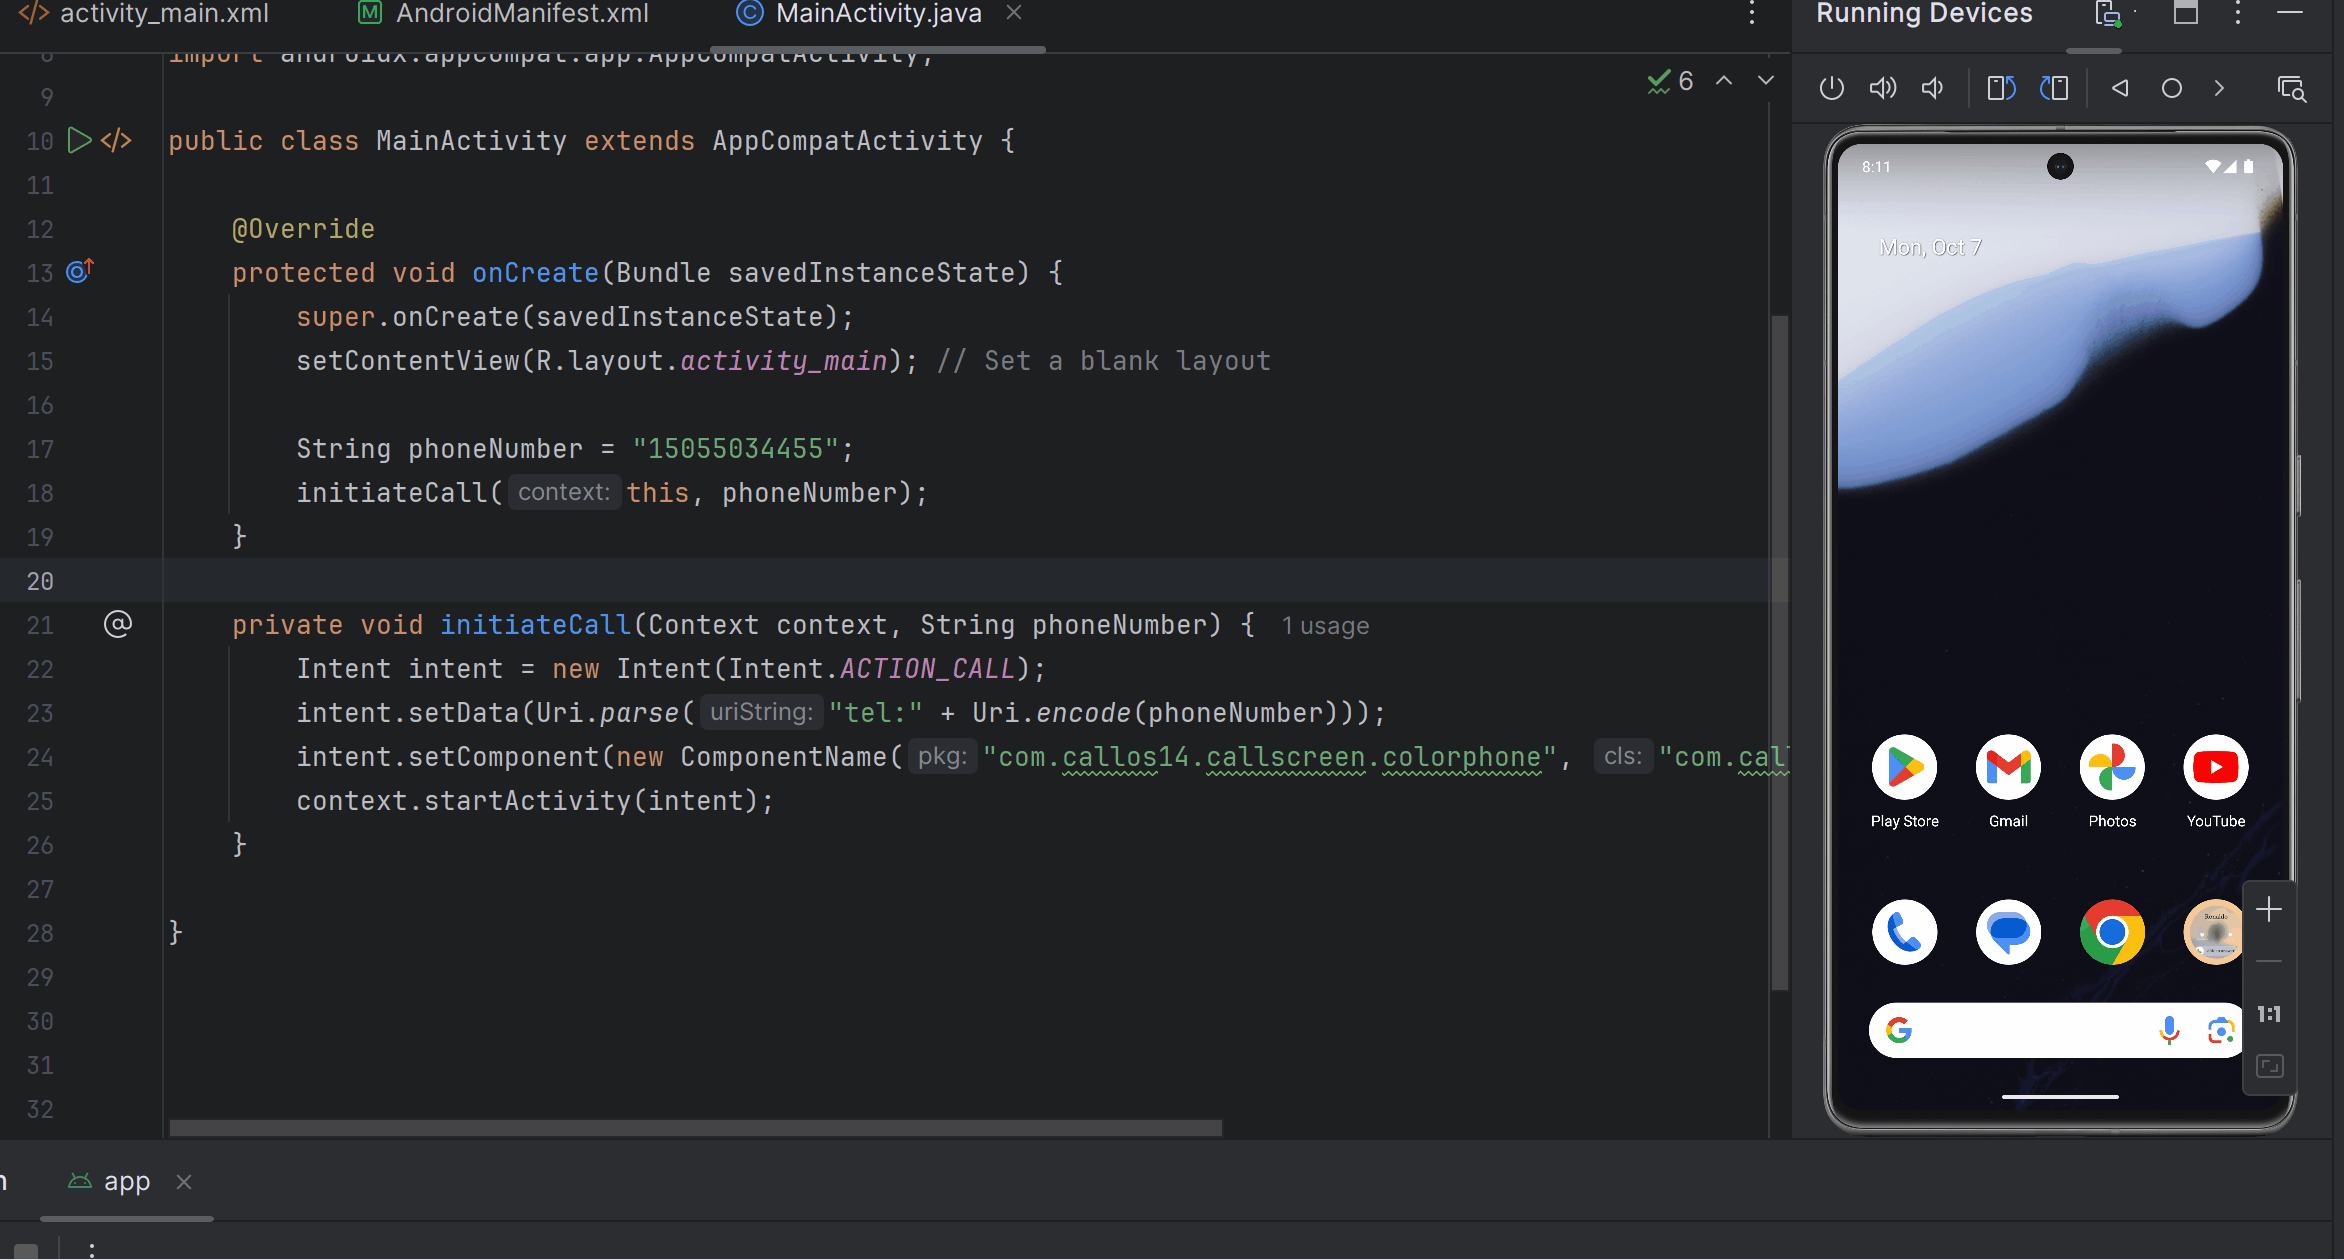 activity_main.xml
AndroidManifest.xml
MainActivity.java
Running Devices
8 import androidx.appcompat.app.AppCompatActivity;
6
9
10 public class MainActivity extends AppCompatActivity {
11
12 @Override
13 protected void onCreate(Bundle savedInstanceState) {
14 super.onCreate(savedInstanceState);
15 setContentView(R.layout.activity_main); // Set a blank layout
16
17 String phoneNumber = "15055034455";
18 initiateCall( context: this, phoneNumber);
19 }
20
21 private void initiateCall(Context context, String phoneNumber) { 1 usage
22 Intent intent = new Intent(Intent.ACTION_CALL);
23 intent.setData(Uri.parse( uriString: "tel:" + Uri.encode(phoneNumber)));
24 intent.setComponent(new ComponentName( pkg: "com.callos14.callscreen.colorphone", cls: "com.call
25 context.startActivity(intent);
26 }
27
28 }
29
30
31
32
8:11
Mon, Oct 7
Play Store
Gmail
Photos
YouTube
Ronaldo
1:1
app